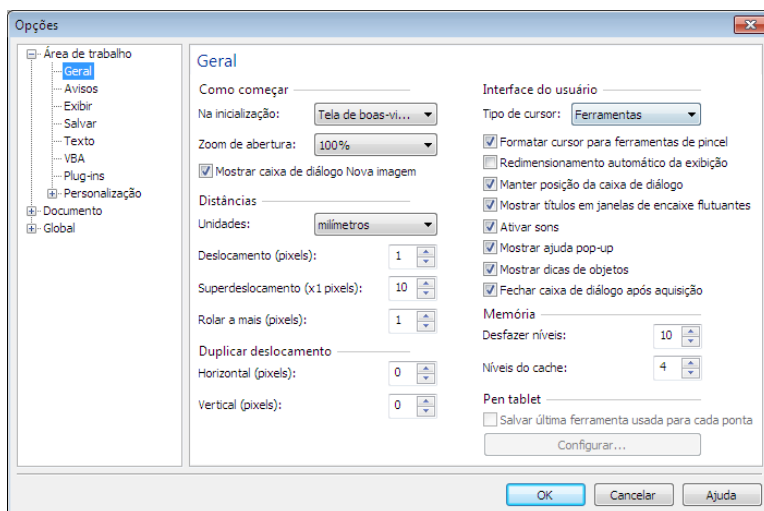 Opções
Área de trabalho
Geral
Avisos
Exibir
Salvar
Texto
VBA
Plug-ins
Personalização
Documento
Global
Geral
Como começar
Na inicialização: Tela de boas-vi...
Zoom de abertura: 100%
Mostrar caixa de diálogo Nova imagem
Distâncias
Unidades: milímetros
Deslocamento (pixels): 1
Superdeslocamento (x1 pixels): 10
Rolar a mais (pixels): 1
Duplicar deslocamento
Horizontal (pixels): 0
Vertical (pixels): 0
Interface do usuário
Tipo de cursor: Ferramentas
Formatar cursor para ferramentas de pincel
Redimensionamento automático da exibição
Manter posição da caixa de diálogo
Mostrar títulos em janelas de encaixe flutuantes
Ativar sons
Mostrar ajuda pop-up
Mostrar dicas de objetos
Fechar caixa de diálogo após aquisição
Memória
Desfazer níveis: 10
Níveis do cache: 4
Pen tablet
Salvar última ferramenta usada para cada ponta
Configurar...
OK Cancelar Ajuda